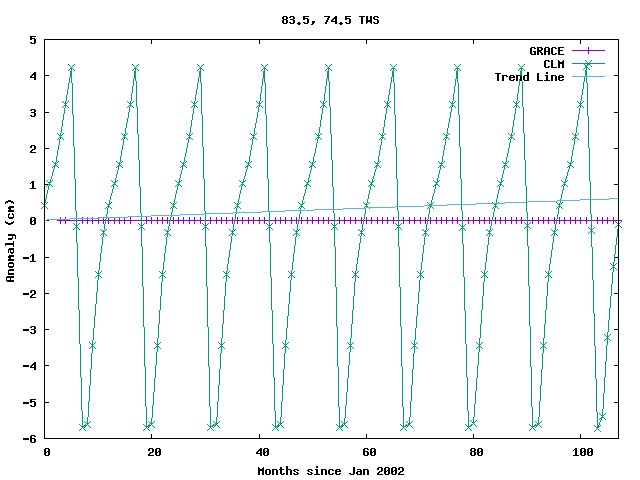 83.5, 74.5 TWS
GRACE
CLM
Trend Line
5
4
3
2
1
0
-1
-2
-3
-4
-5
-6
Anomaly (cm)
0 20 40 60 80 100
Months since Jan 2002